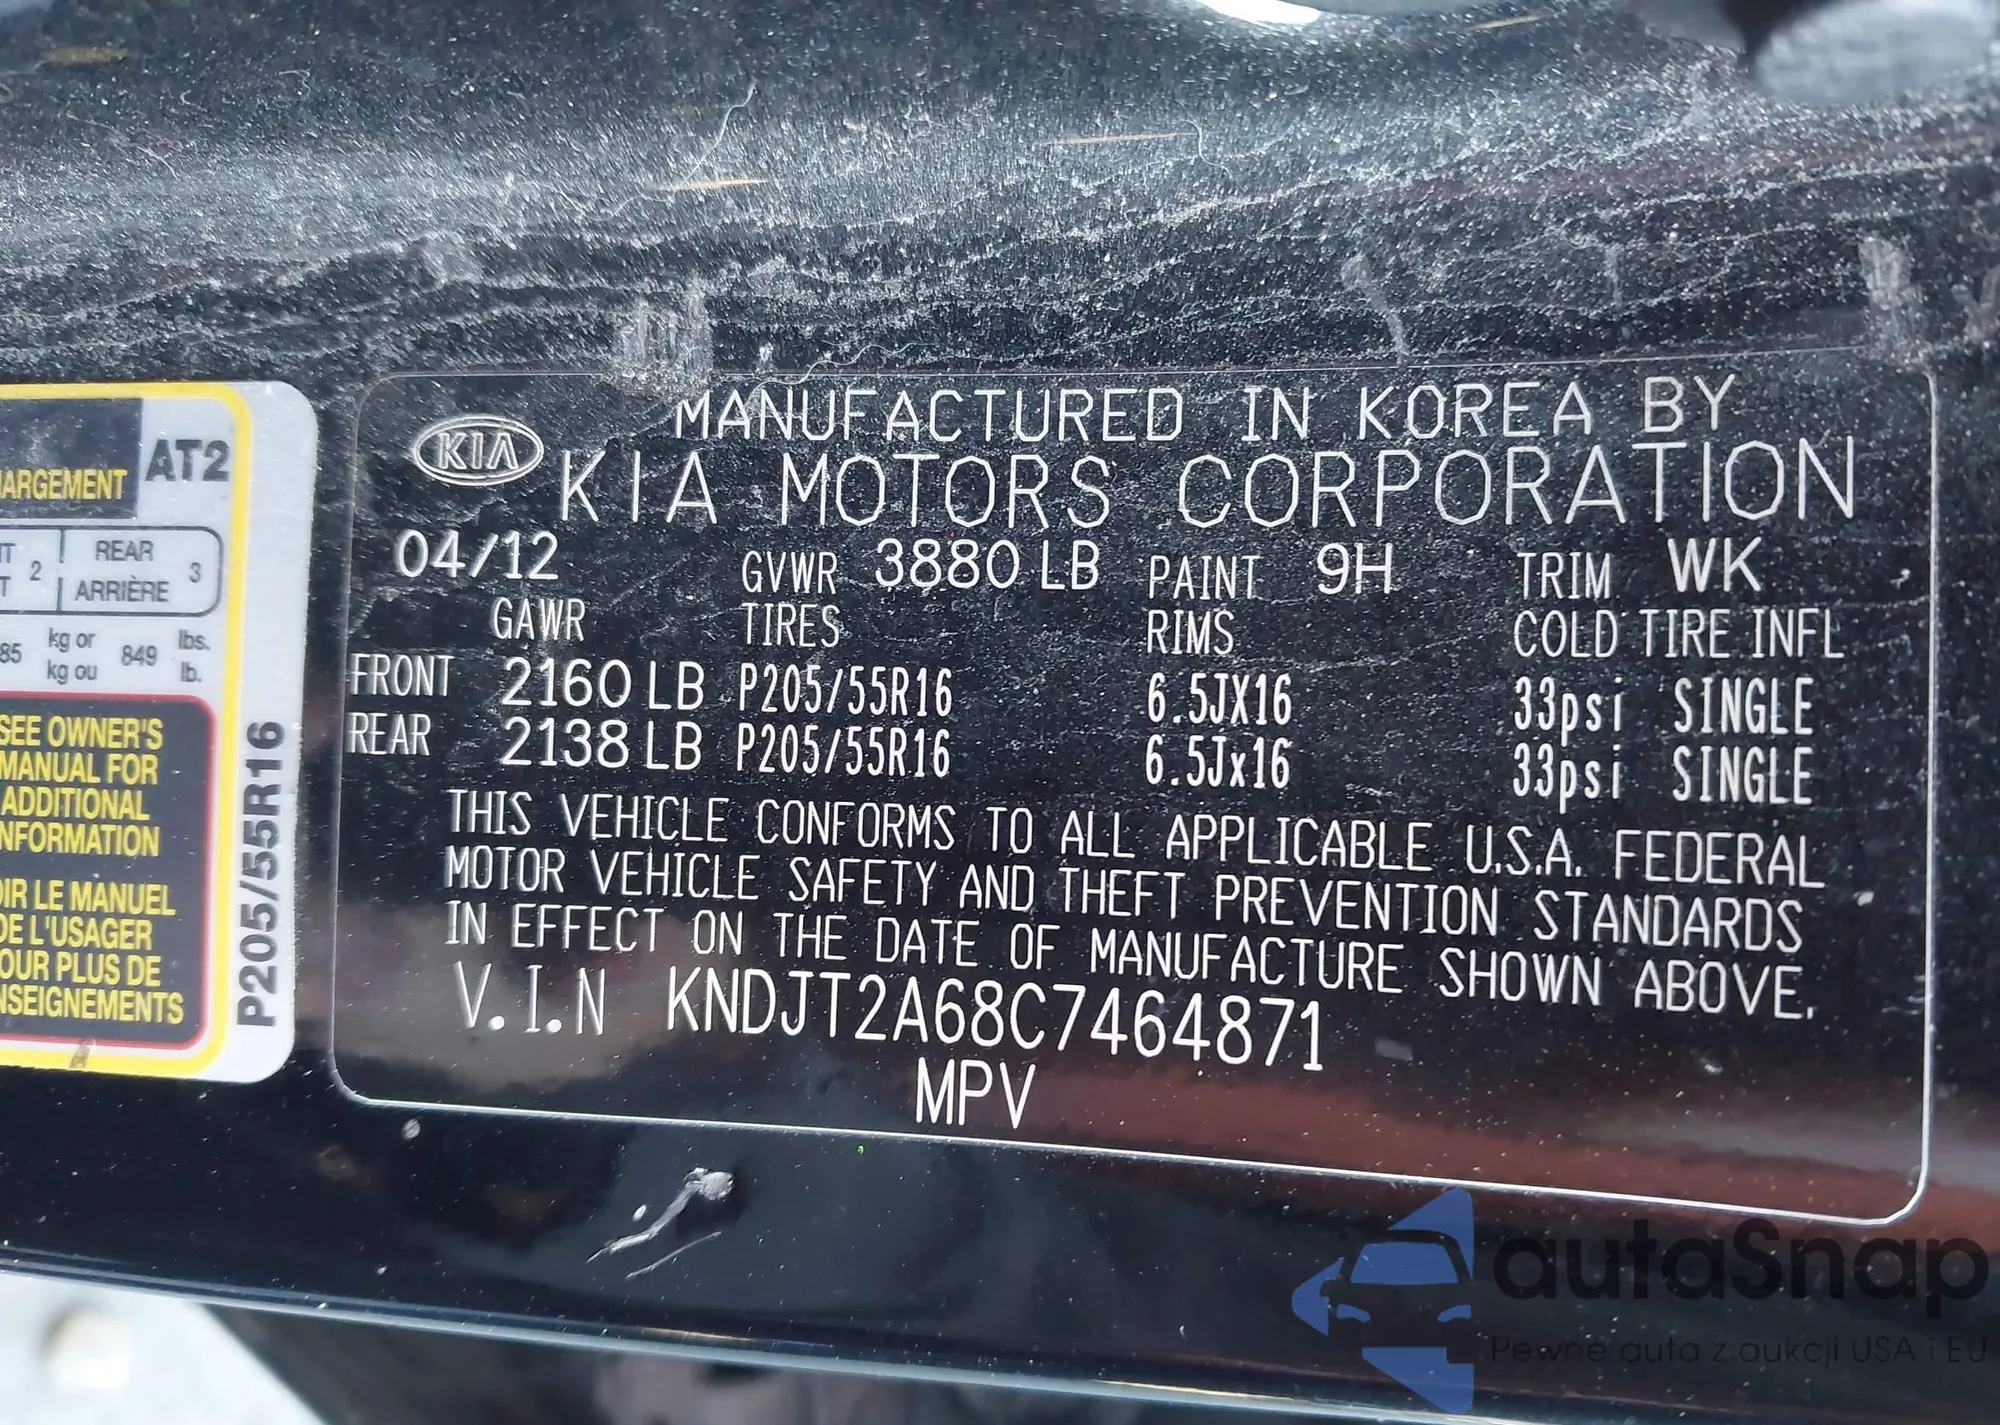 AT2
ARGEMENT
2 REAR 3
ARRIÈRE
85 kg or 849 lbs.
kg ou lb.
SEE OWNER'S
MANUAL FOR
ADDITIONAL
NFORMATION
OIR LE MANUEL
DE L'USAGER
OUR PLUS DE
NSEIGNEMENTS
P205/55R16
MANUFACTURED IN KOREA BY
KIA KIA MOTORS CORPORATION
04/12 GVWR 3880 LB PAINT 9H TRIM WK
GAWR TIRES RIMS COLD TIRE INFL
FRONT 2160 LB P205/55R16 6.5JX16 33psi SINGLE
REAR 2138 LB P205/55R16 6.5Jx16 33psi SINGLE
THIS VEHICLE CONFORMS TO ALL APPLICABLE U.S.A. FEDERAL
MOTOR VEHICLE SAFETY AND THEFT PREVENTION STANDARDS
IN EFFECT ON THE DATE OF MANUFACTURE SHOWN ABOVE.
V.I.N KNDJT2A68C7464871
MPV
autaSnap
Pewne auta z aukcji USA i EU